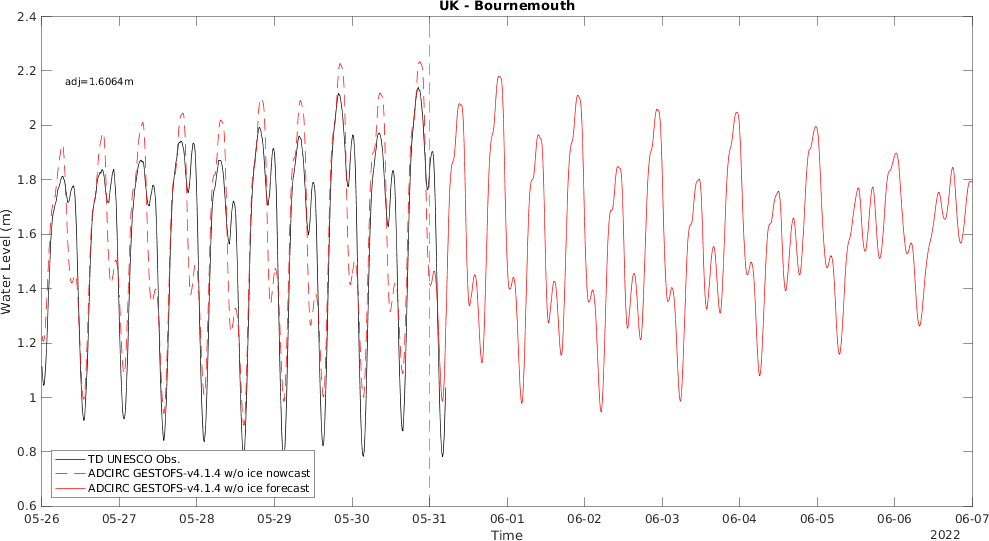 UK - Bournemouth
2.4
adj=1.6064m
2.2
2
1.8
1.6
1.4
1.2
1
0.8
0.6
Water Level (m)
TD UNESCO Obs.
ADCIRC GESTOFS-v4.1.4 w/o ice nowcast
ADCIRC GESTOFS-v4.1.4 w/o ice forecast
05-26 05-27 05-28 05-29 05-30 05-31 06-01 06-02 06-03 06-04 06-05 06-06 06-07
Time
2022